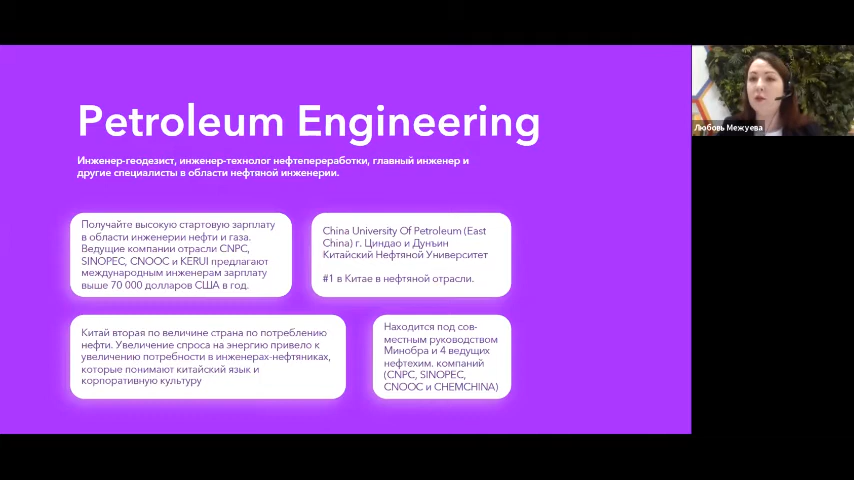 Petroleum Engineering
Инженер-геодезист, инженер-технолог нефтепереработки, главный инженер и
другие специалисты в области нефтяной инженерии.
Получайте высокую стартовую зарплату
в области инженерии нефти и газа.
Ведущие компании отрасли CNPC,
SINOPEC, CNOOC и KERUI предлагают
международным инженерам зарплату
выше 70 000 долларов США в год.
China University Of Petroleum (East
China) г. Циндао и Дунъин
Китайский Нефтяной Университет
#1 в Китае в нефтяной отрасли.
Китай вторая по величине страна по потреблению
нефти. Увеличение спроса на энергию привело к
увеличению потребности в инженерах-нефтяниках,
которые понимают китайский язык и
корпоративную культуру
Находится под сов-
местным руководством
Минобра и 4 ведущих
нефтехим. компаний
(CNPC, SINOPEC,
CNOOC и CHEMCHINA)
Любовь Межуева